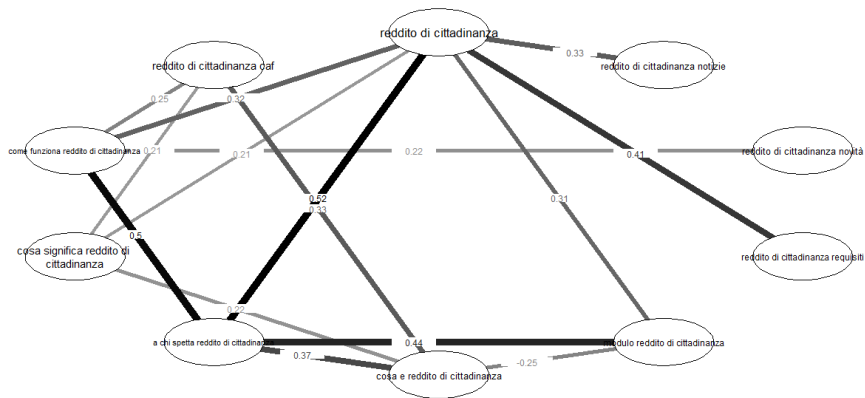 reddito di cittadinanza
reddito di cittadinanza caf
0.33
reddito di cittadinanza notizie
0.25
0.32
come funziona reddito di cittadinanza
0.21
0.21
0.22
0.41
reddito di cittadinanza novità
0.52
0.33
0.31
0.5
cosa significa reddito di
cittadinanza
reddito di cittadinanza requisiti
0.22
a chi spetta reddito di cittadinanza
0.44
modulo reddito di cittadinanza
0.37
-0.25
cosa e reddito di cittadinanza